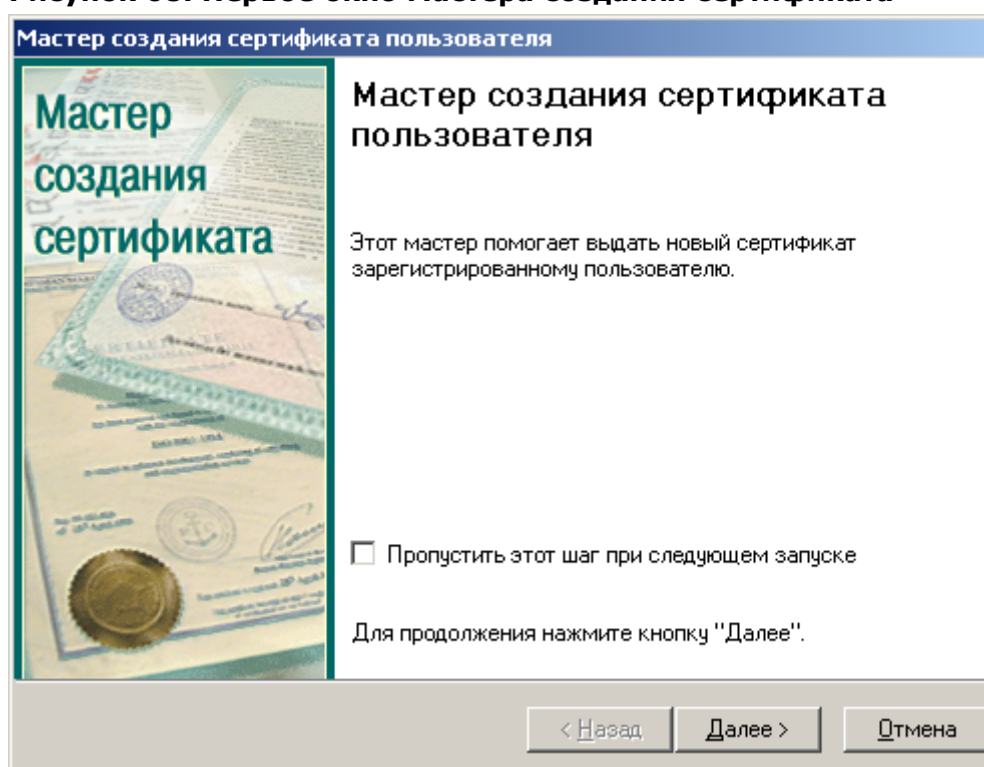 Мастер создания сертификата пользователя
Мастер
создания
сертификата
Мастер создания сертификата
пользователя
Этот мастер помогает выдать новый сертификат
зарегистрированному пользователю.
Пропустить этот шаг при следующем запуске
Для продолжения нажмите кнопку "Далее".
< Назад
Далее >
Отмена